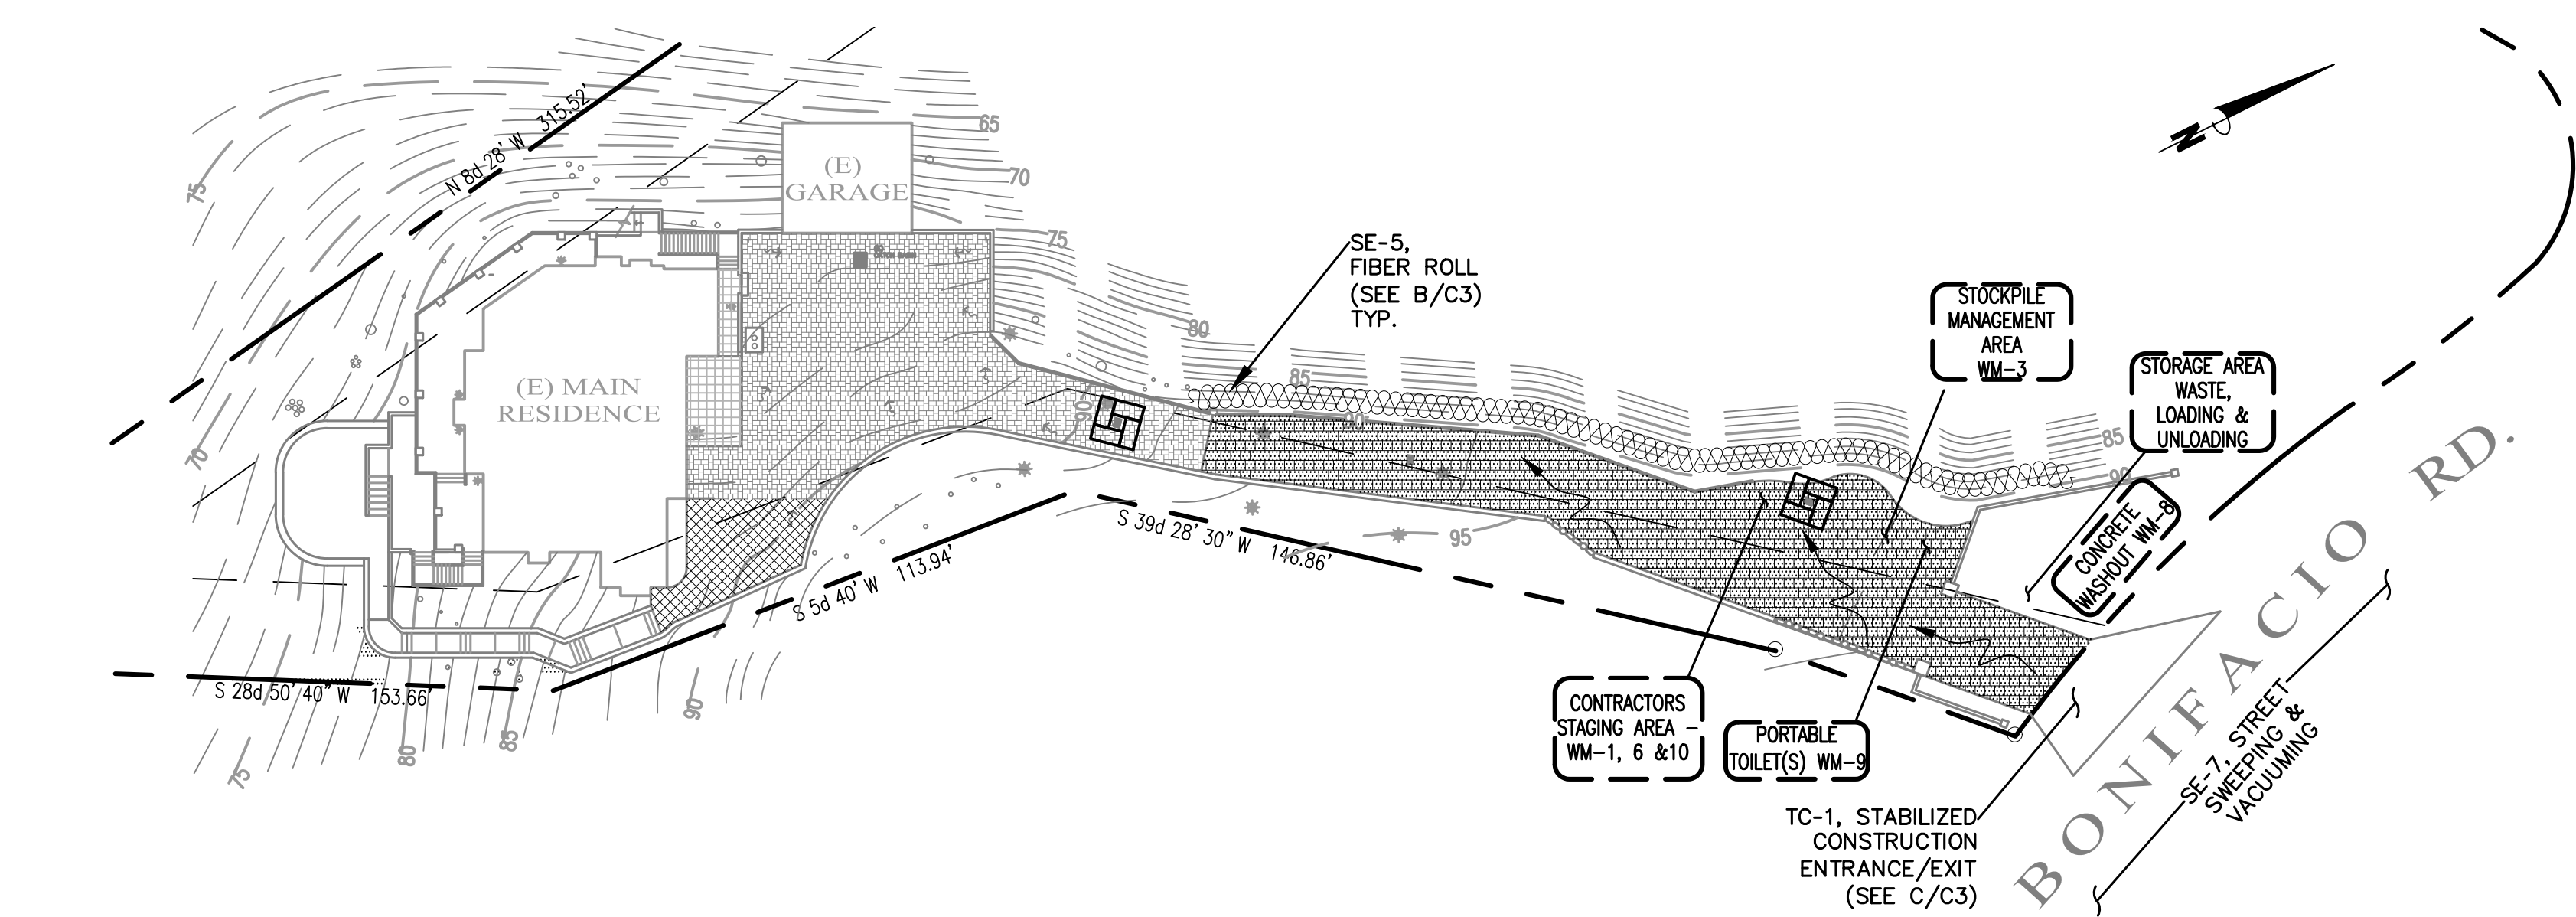 N 8d 28' W 315.52'
65
70
75
80
85
90
85
90
75
70
(E)
GARAGE
(E) MAIN
RESIDENCE
SE-5,
FIBER ROLL
(SEE B/C3)
TYP.
N
STOCKPILE
MANAGEMENT
AREA
WM-3
STORAGE AREA
WASTE,
LOADING &
UNLOADING
CONCRETE
WASHOUT WM-8
90
95
S 39d 28' 30" W 146.86'
S 5d 40' W 113.94'
S 28d 50' 40" W 153.66'
75
80
85
90
CONTRACTORS
STAGING AREA -
WM-1, 6 &10
PORTABLE
TOILET(S) WM-9
TC-1, STABILIZED
CONSTRUCTION
ENTRANCE/EXIT
(SEE C/C3)
BONIFACIO RD.
SE-7, STREET
SWEEPING &
VACUUMING